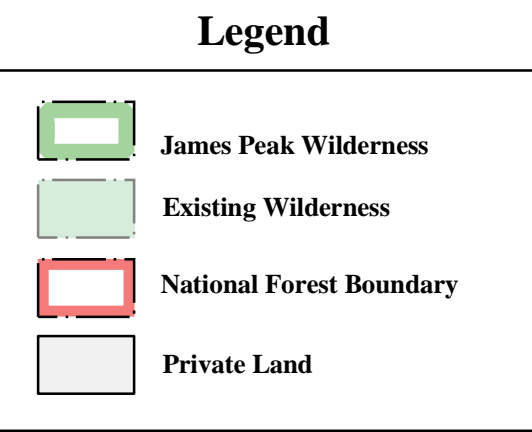 Legend
James Peak Wilderness
Existing Wilderness
National Forest Boundary
Private Land